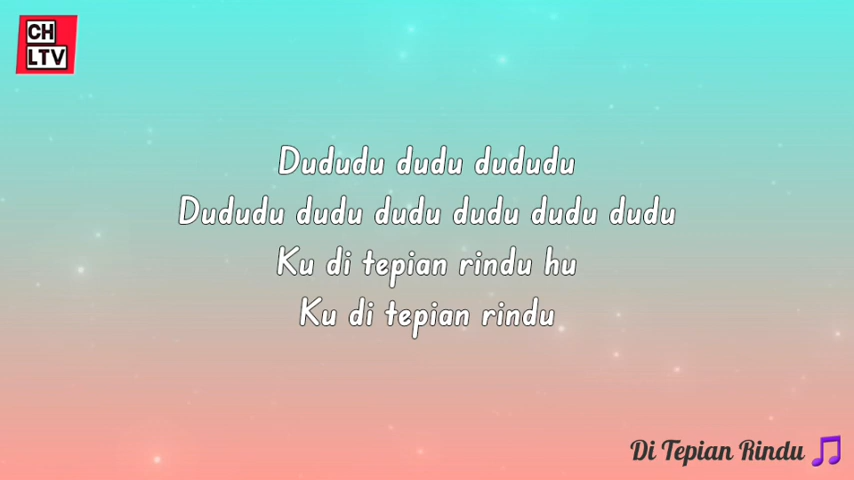 CH
LTV
Dududu dudu dududu
Dududu dudu dudu dudu dudu dudu
Ku di tepian rindu hu
Ku di tepian rindu
Di Tepian Rindu